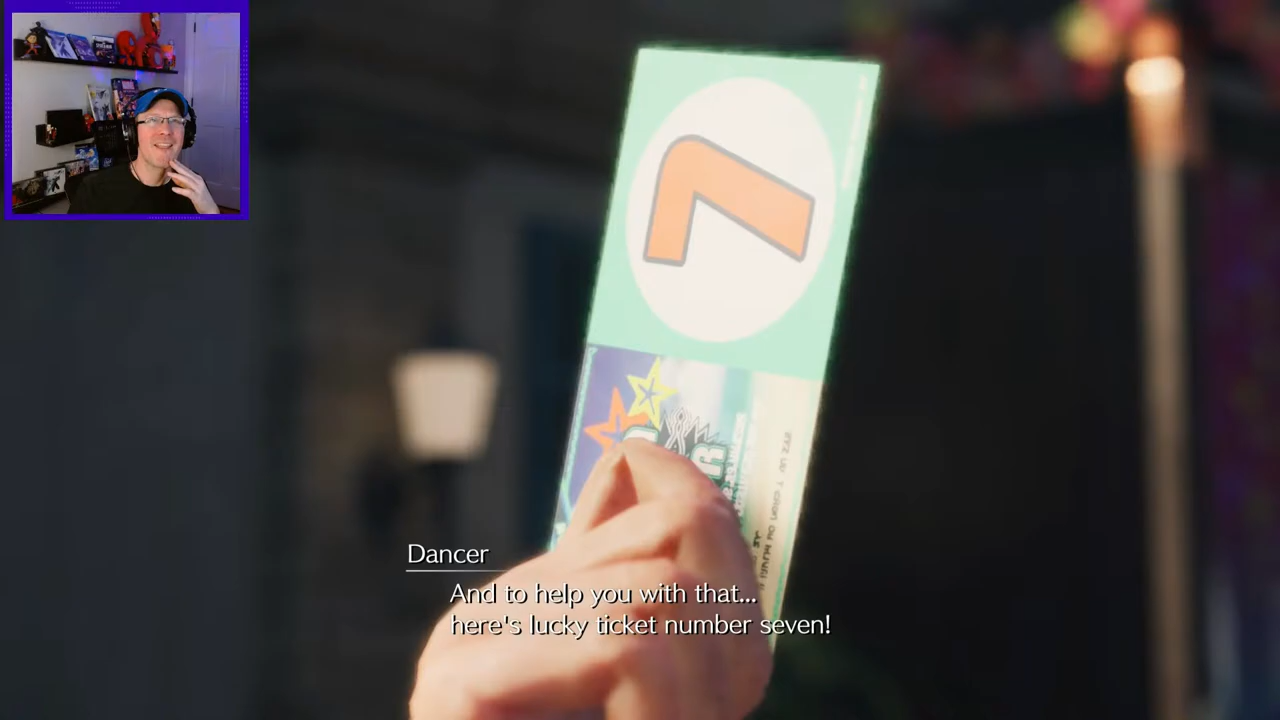 7
Dancer
And to help you with that...
here's lucky ticket number seven!